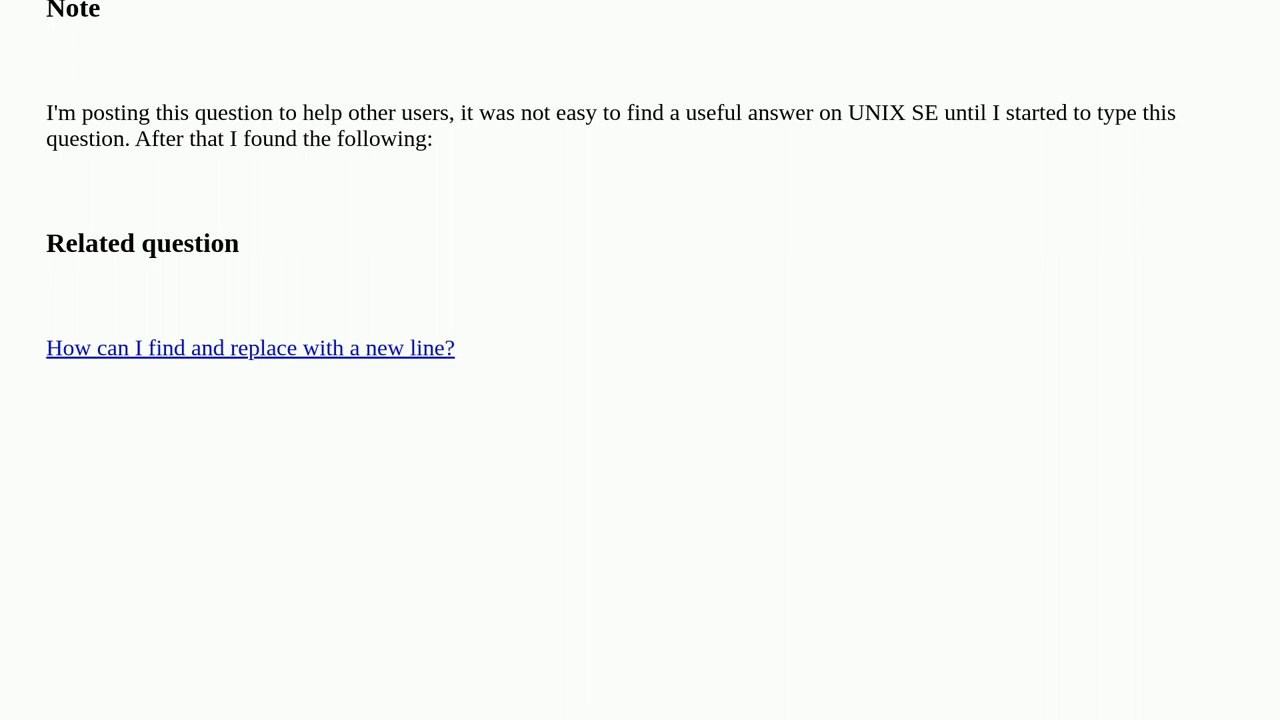 Note
I'm posting this question to help other users, it was not easy to find a useful answer on UNIX SE until I started to type this
question. After that I found the following:
Related question
How can I find and replace with a new line?